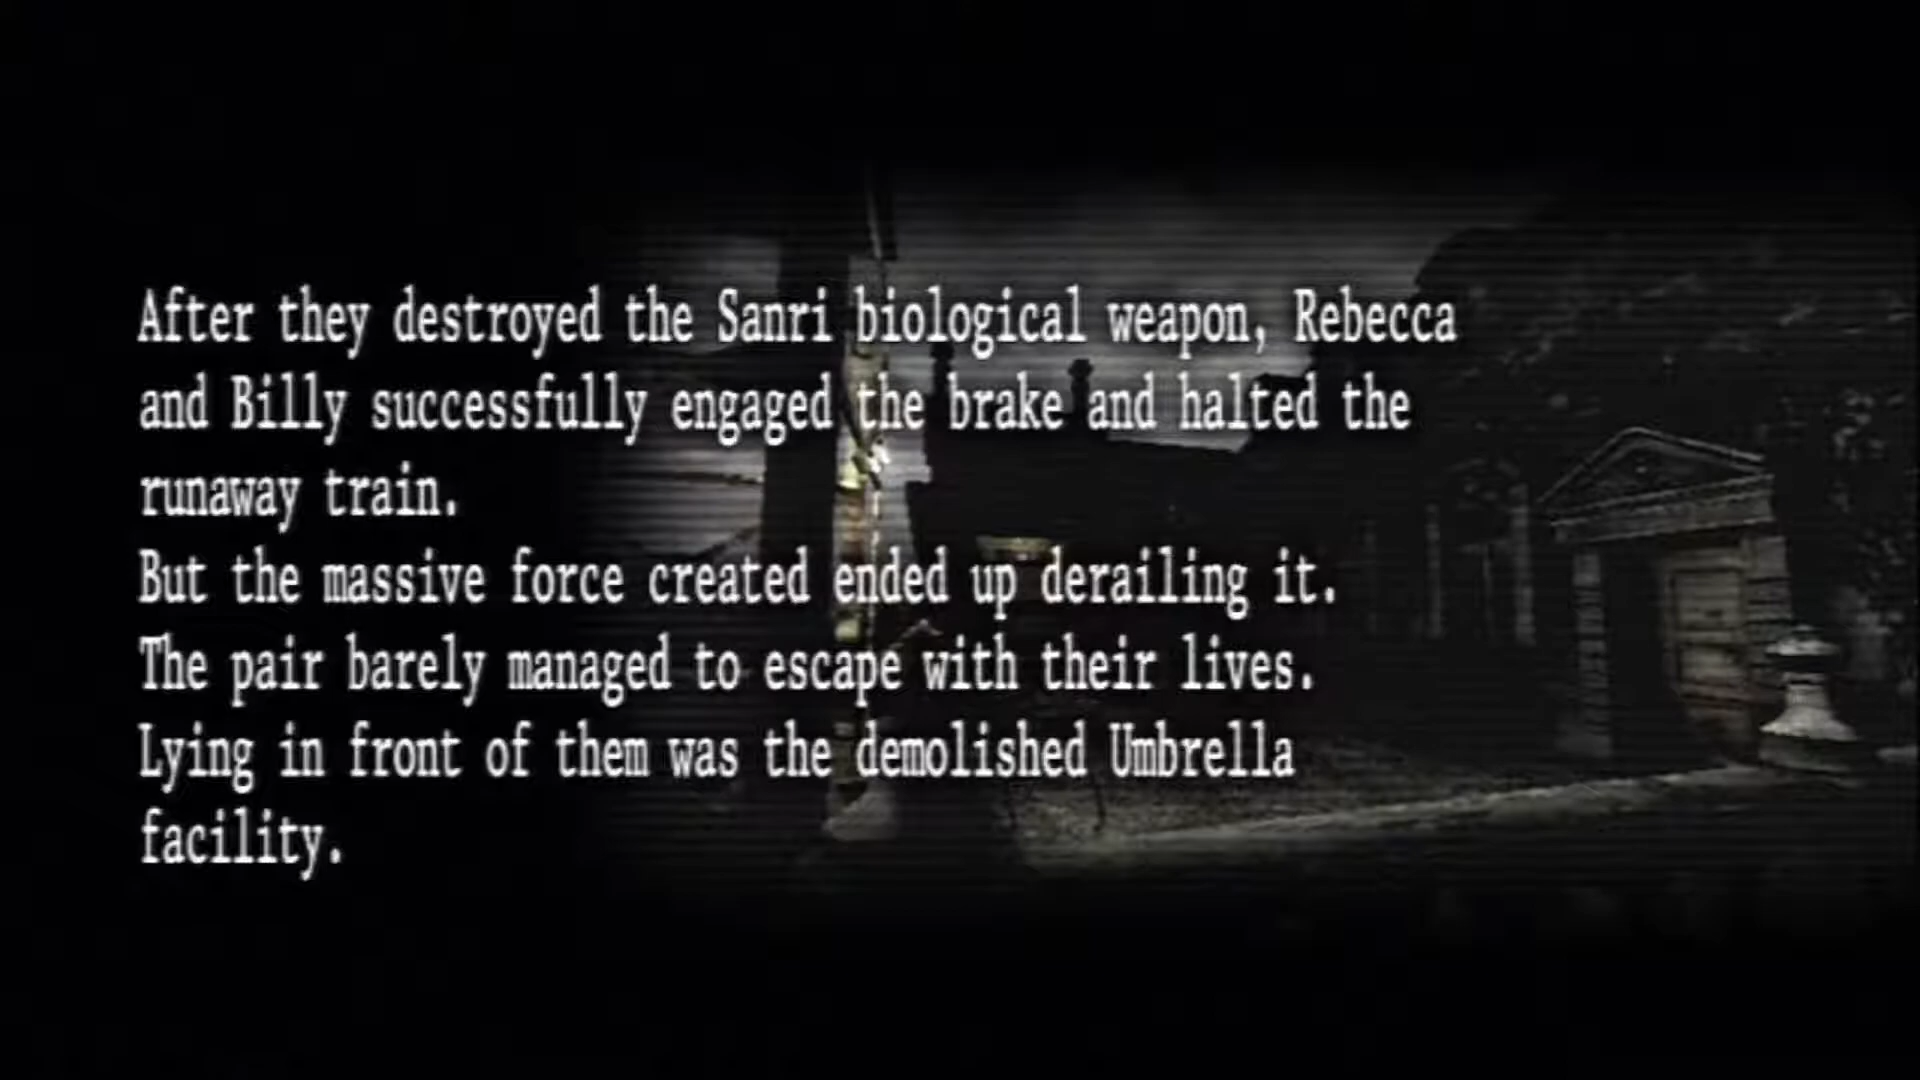 After they destroyed the Sanri biological weapon, Rebecca
and Billy successfully engaged the brake and halted the
runaway train.
But the massive force created ended up derailing it.
The pair barely managed to escape with their lives.
Lying in front of them was the demolished Umbrella
facility.